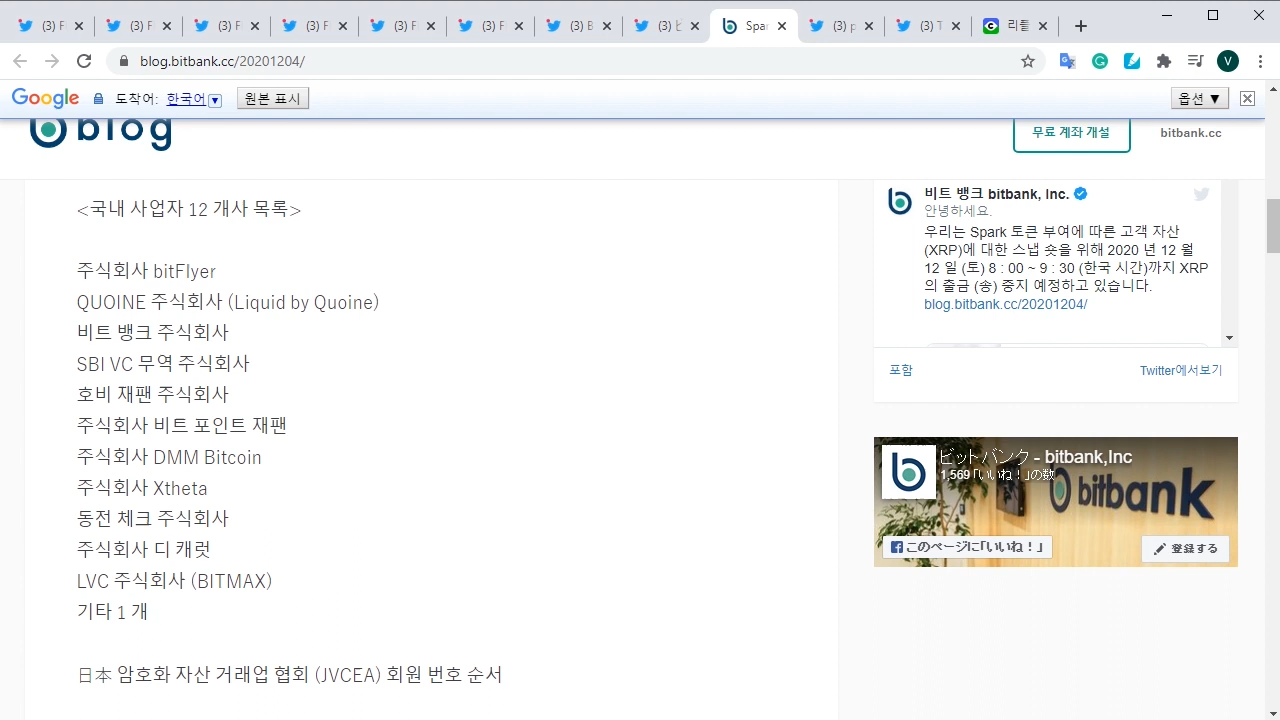 (3) F
(3) F
(3) F
(3) F
(3) F
(3) F
(3) B
(3) ビ
Spar
(3) p
(3) T
리플
blog.bitbank.cc/20201204/
V
Google 도착어: 한국어 원본 표시 옵션 ▼
blog
무료 계좌 개설
bitbank.cc
<국내 사업자 12 개사 목록>
주식회사 bitFlyer
QUOINE 주식회사 (Liquid by Quoine)
비트 뱅크 주식회사
SBI VC 무역 주식회사
호비 재팬 주식회사
주식회사 비트 포인트 재팬
주식회사 DMM Bitcoin
주식회사 Xtheta
동전 체크 주식회사
주식회사 디 캐럿
LVC 주식회사 (BITMAX)
기타 1 개
日本 암호화 자산 거래업 협회 (JVCEA) 회원 번호 순서
비트 뱅크 bitbank, Inc.
안녕하세요.
우리는 Spark 토큰 부여에 따른 고객 자산
(XRP)에 대한 스냅 숏을 위해 2020 년 12 월
12 일 (토) 8 : 00 ~ 9 : 30 (한국 시간)까지 XRP
의 출금 (송) 중지 예정하고 있습니다.
blog.bitbank.cc/20201204/
포함
Twitter에서보기
ビットバンク - bitbank,Inc
1,569「いいね！」の数
bitbank
このページに「いいね！」
登録する